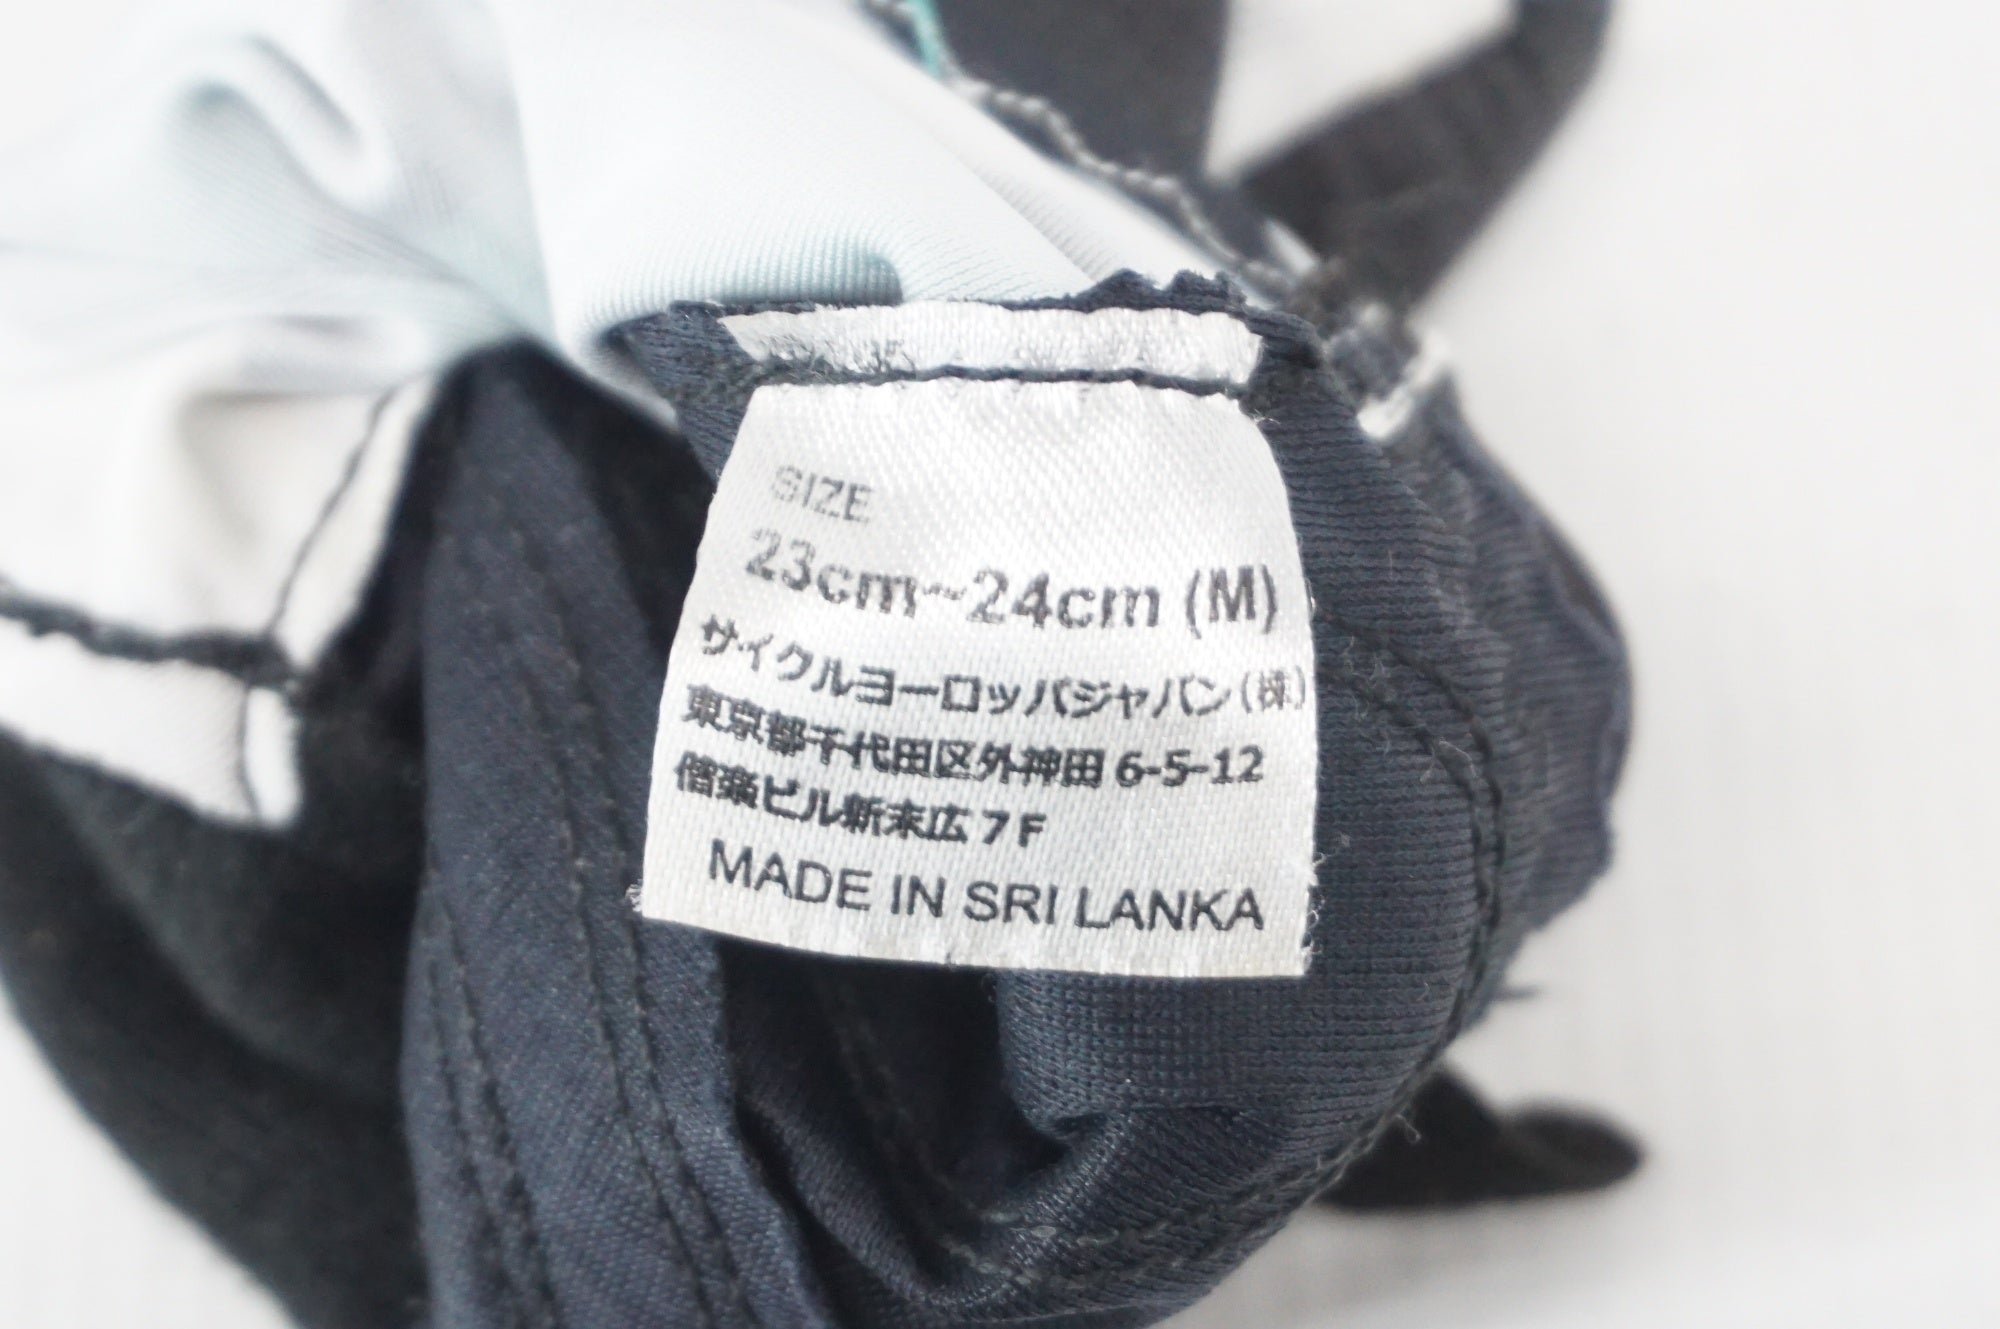 SIZE
23cm~24cm (M)
サイクルヨーロッパジャパン(株)
東京都千代田区外神田 6-5-12
偕楽ビル新末広 7F
MADE IN SRI LANKA